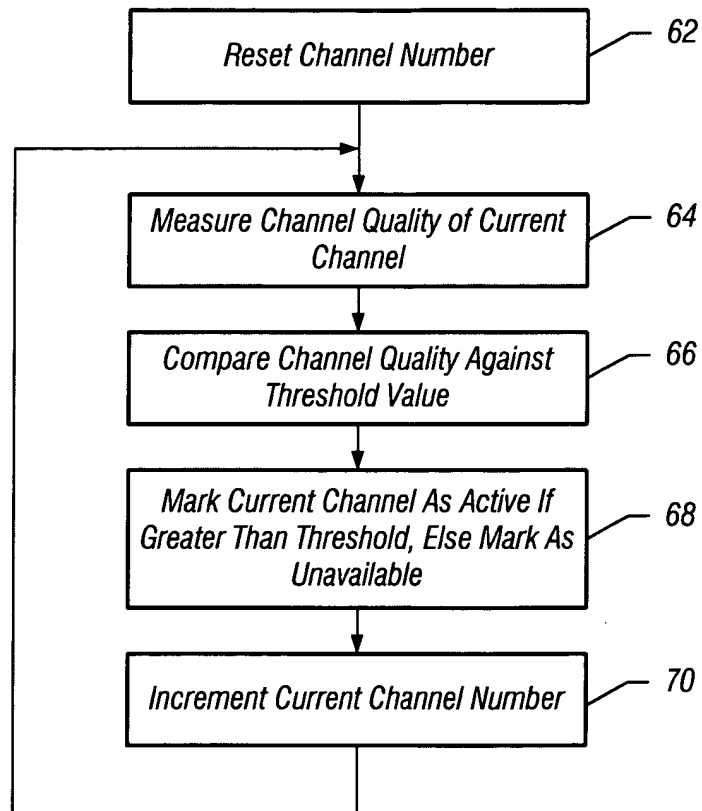 Reset Channel Number
62
Measure Channel Quality of Current
Channel
64
Compare Channel Quality Against
Threshold Value
66
Mark Current Channel As Active If
Greater Than Threshold, Else Mark As
Unavailable
68
Increment Current Channel Number
70